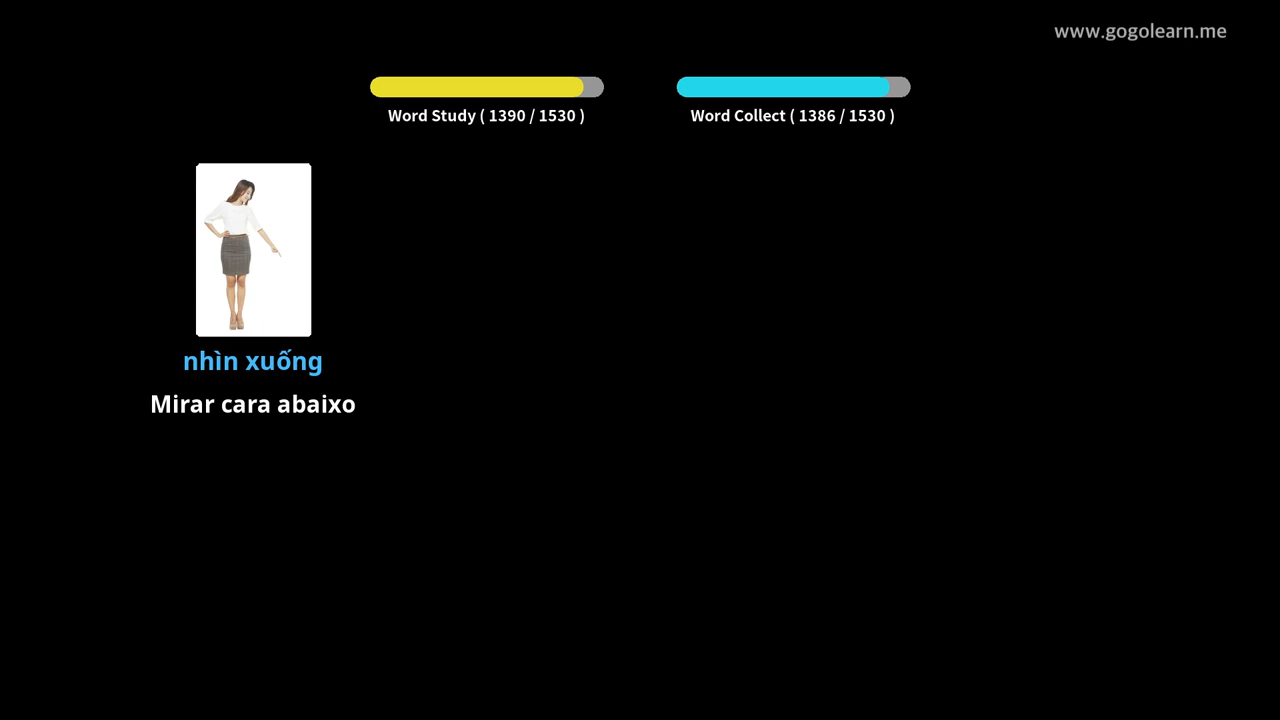 www.gogolearn.me
Word Study ( 1390 / 1530 )
Word Collect ( 1386 / 1530 )
nhìn xuống
Mirar cara abaixo